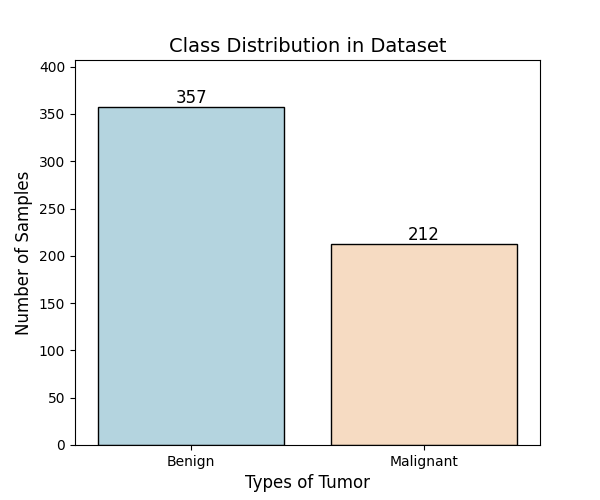 Class Distribution in Dataset
400
350
300
250
200
150
100
50
0
Number of Samples
357
212
Benign
Malignant
Types of Tumor